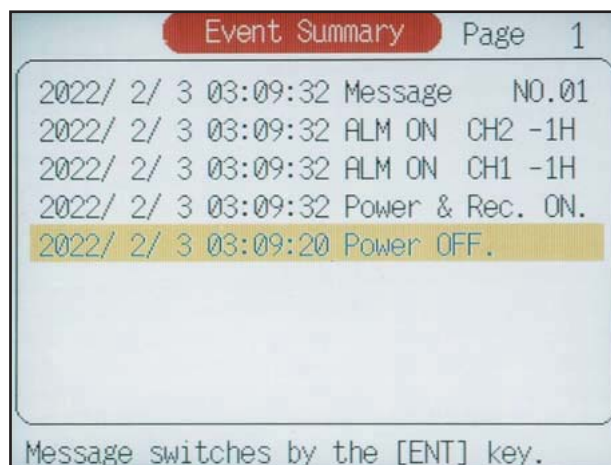 Event Summary Page 1
2022/ 2/ 3 03:09:32 Message NO.01
2022/ 2/ 3 03:09:32 ALM ON CH2 -1H
2022/ 2/ 3 03:09:32 ALM ON CH1 -1H
2022/ 2/ 3 03:09:32 Power & Rec. ON.
2022/ 2/ 3 03:09:20 Power OFF.
Message switches by the [ENT] key.